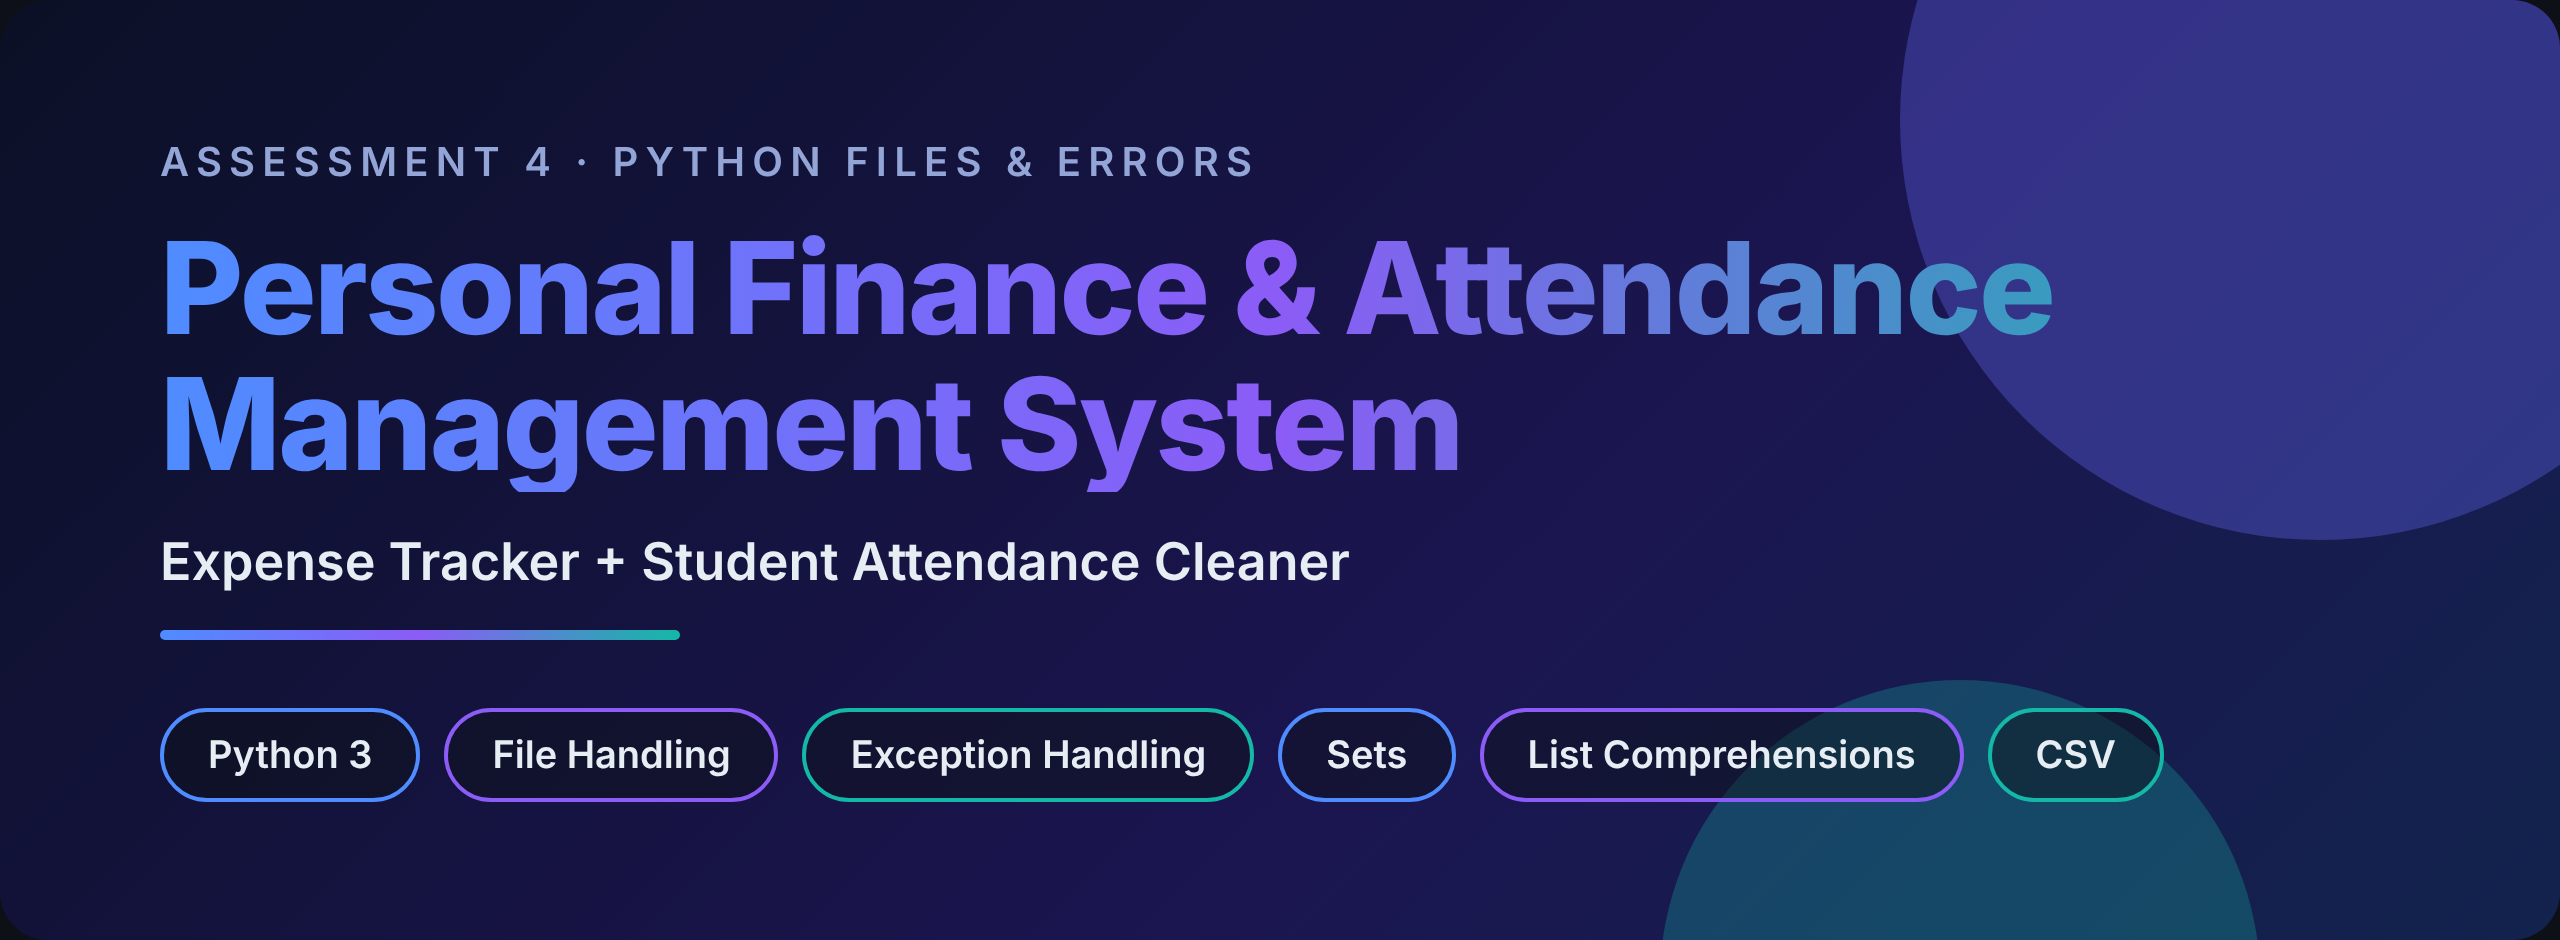 ASSESSMENT 4 · PYTHON FILES & ERRORS
Personal Finance & Attendance
Management System
Expense Tracker + Student Attendance Cleaner
Python 3 File Handling Exception Handling Sets List Comprehensions CSV